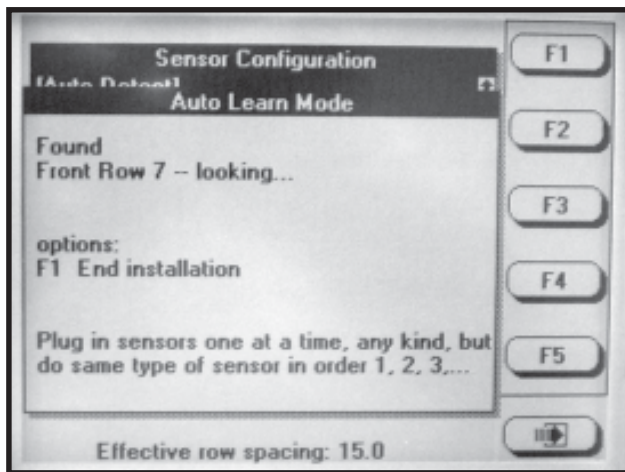 Sensor Configuration
[Auto Detect]
Auto Learn Mode
Found
Front Row 7 -- looking...
options:
F1 End installation
Plug in sensors one at a time, any kind, but
do same type of sensor in order 1, 2, 3,...
Effective row spacing: 15.0
F1
F2
F3
F4
F5